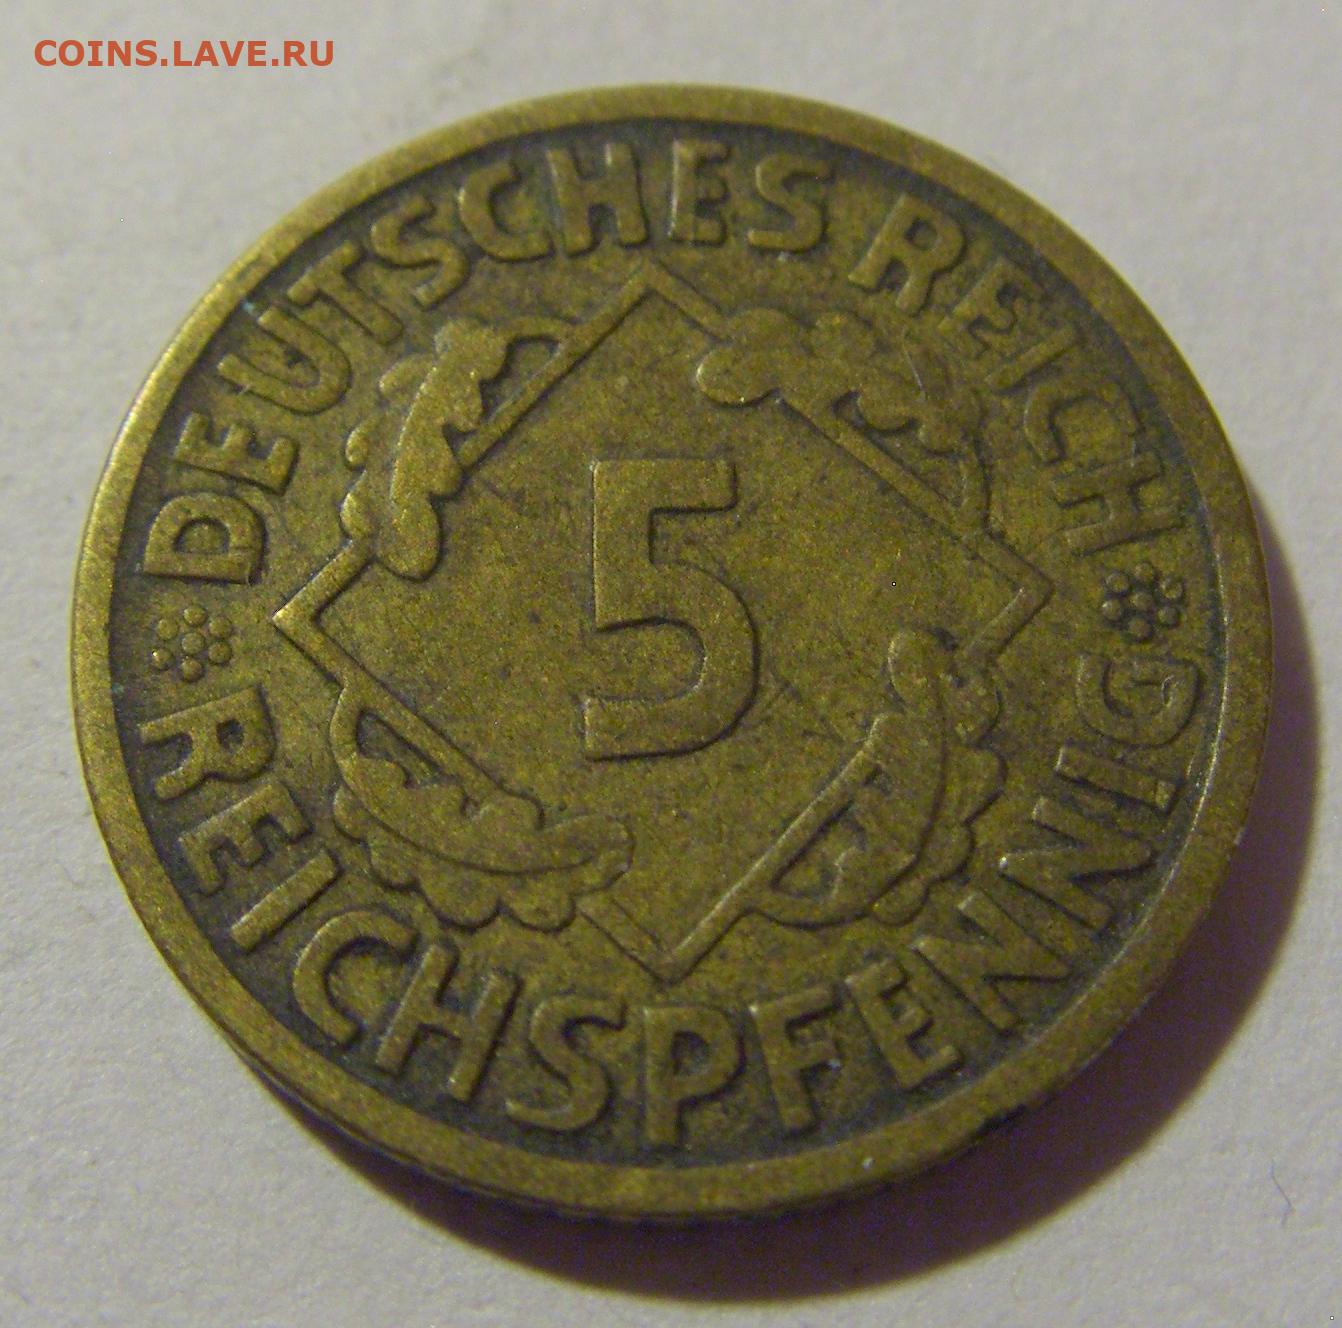 COINS.LAVE.RU
DEUTSCHES REICH
5
REICHSPFENNIG